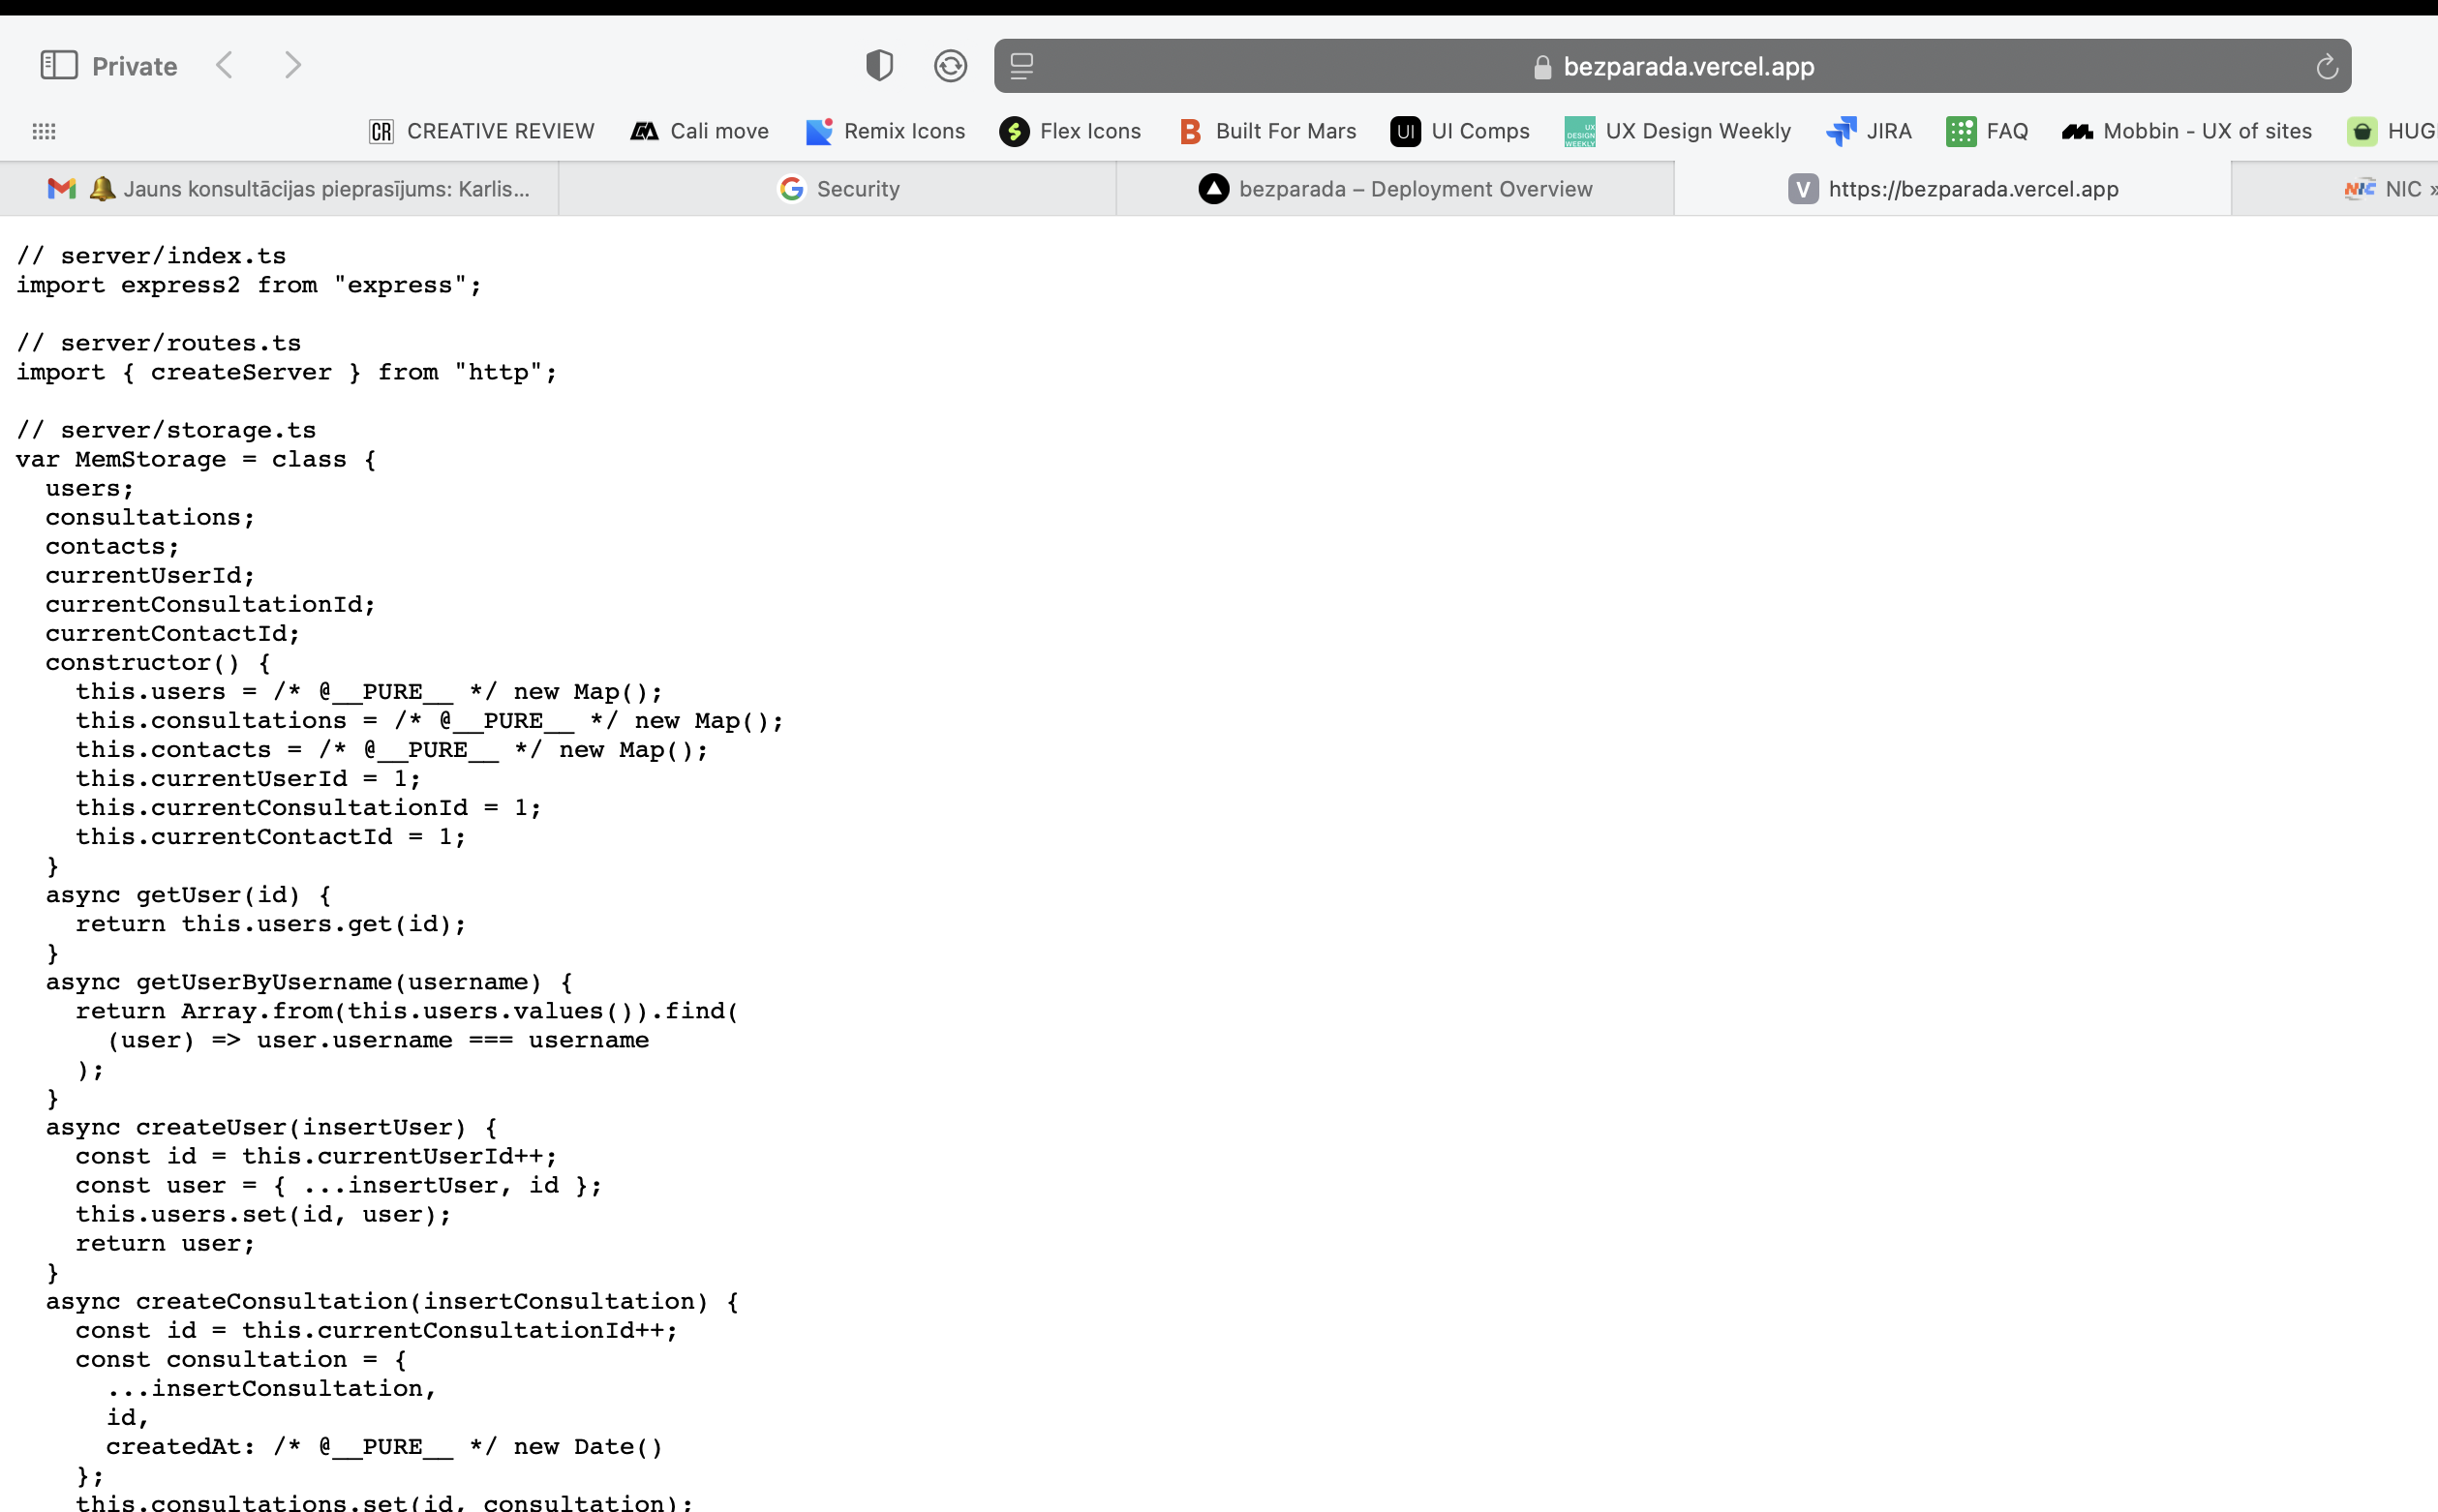 Private
bezparada.vercel.app
CREATIVE REVIEW
Cali move
Remix Icons
Flex Icons
Built For Mars
UI Comps
UX Design Weekly
JIRA
FAQ
Mobbin - UX of sites
HUG
Jauns konsultācijas pieprasījums: Karlis...
Security
bezparada – Deployment Overview
https://bezparada.vercel.app
NIC »
// server/index.ts
import express2 from "express";
// server/routes.ts
import { createServer } from "http";
// server/storage.ts
var MemStorage = class {
  users;
  consultations;
  contacts;
  currentUserId;
  currentConsultationId;
  currentContactId;
  constructor() {
    this.users = /* @__PURE__ */ new Map();
    this.consultations = /* @__PURE__ */ new Map();
    this.contacts = /* @__PURE__ */ new Map();
    this.currentUserId = 1;
    this.currentConsultationId = 1;
    this.currentContactId = 1;
  }
  async getUser(id) {
    return this.users.get(id);
  }
  async getUserByUsername(username) {
    return Array.from(this.users.values()).find(
      (user) => user.username === username
    );
  }
  async createUser(insertUser) {
    const id = this.currentUserId++;
    const user = { ...insertUser, id };
    this.users.set(id, user);
    return user;
  }
  async createConsultation(insertConsultation) {
    const id = this.currentConsultationId++;
    const consultation = {
      ...insertConsultation,
      id,
      createdAt: /* @__PURE__ */ new Date()
    };
    this.consultations.set(id, consultation);